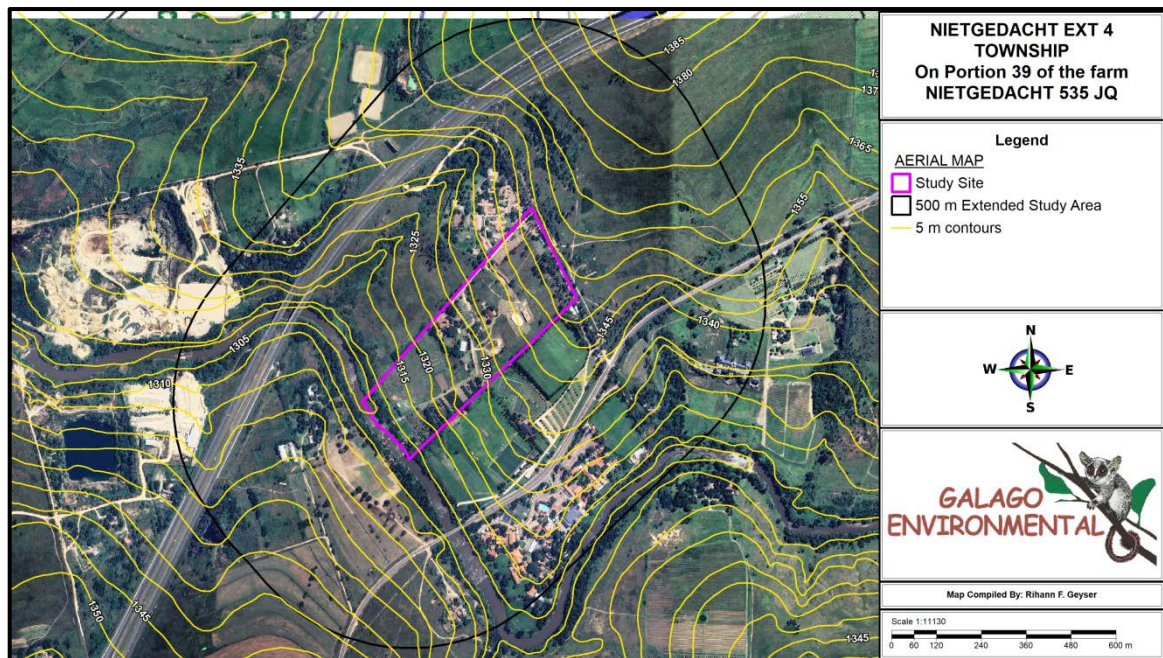 NIETGEDACHT EXT 4
TOWNSHIP
On Portion 39 of the farm
NIETGEDACHT 535 JQ
Legend
AERIAL MAP
Study Site
500 m Extended Study Area
5 m contours
N
W E
S
GALAGO
ENVIRONMENTAL
Map Compiled By: Rihann F. Geyser
Scale 1:11130
0 60 120 240 360 480 600 m
1385
1380
1365
1355
1335
1325
1345
1340
1305
1315
1320
1330
1310
1350
1345
1345